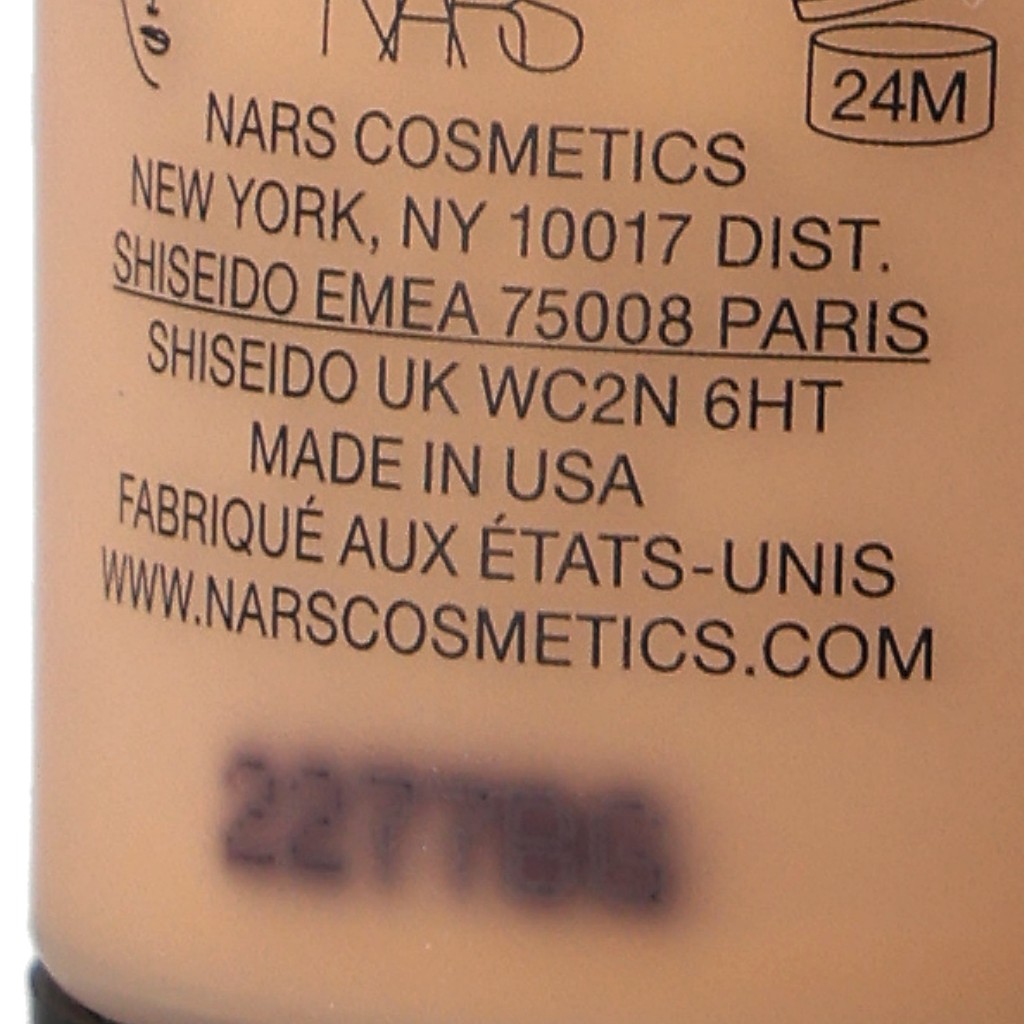 NARS
24M
NARS COSMETICS
NEW YORK, NY 10017 DIST.
SHISEIDO EMEA 75008 PARIS
SHISEIDO UK WC2N 6HT
MADE IN USA
FABRIQUÉ AUX ÉTATS-UNIS
WWW.NARSCOSMETICS.COM